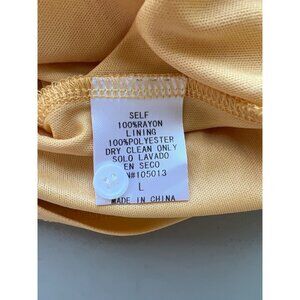 SELF
100%RAYON
LINING
100%POLYESTER
DRY CLEAN ONLY
SOLO LAVADO
EN SECO
N#105013
L
MADE IN CHINA